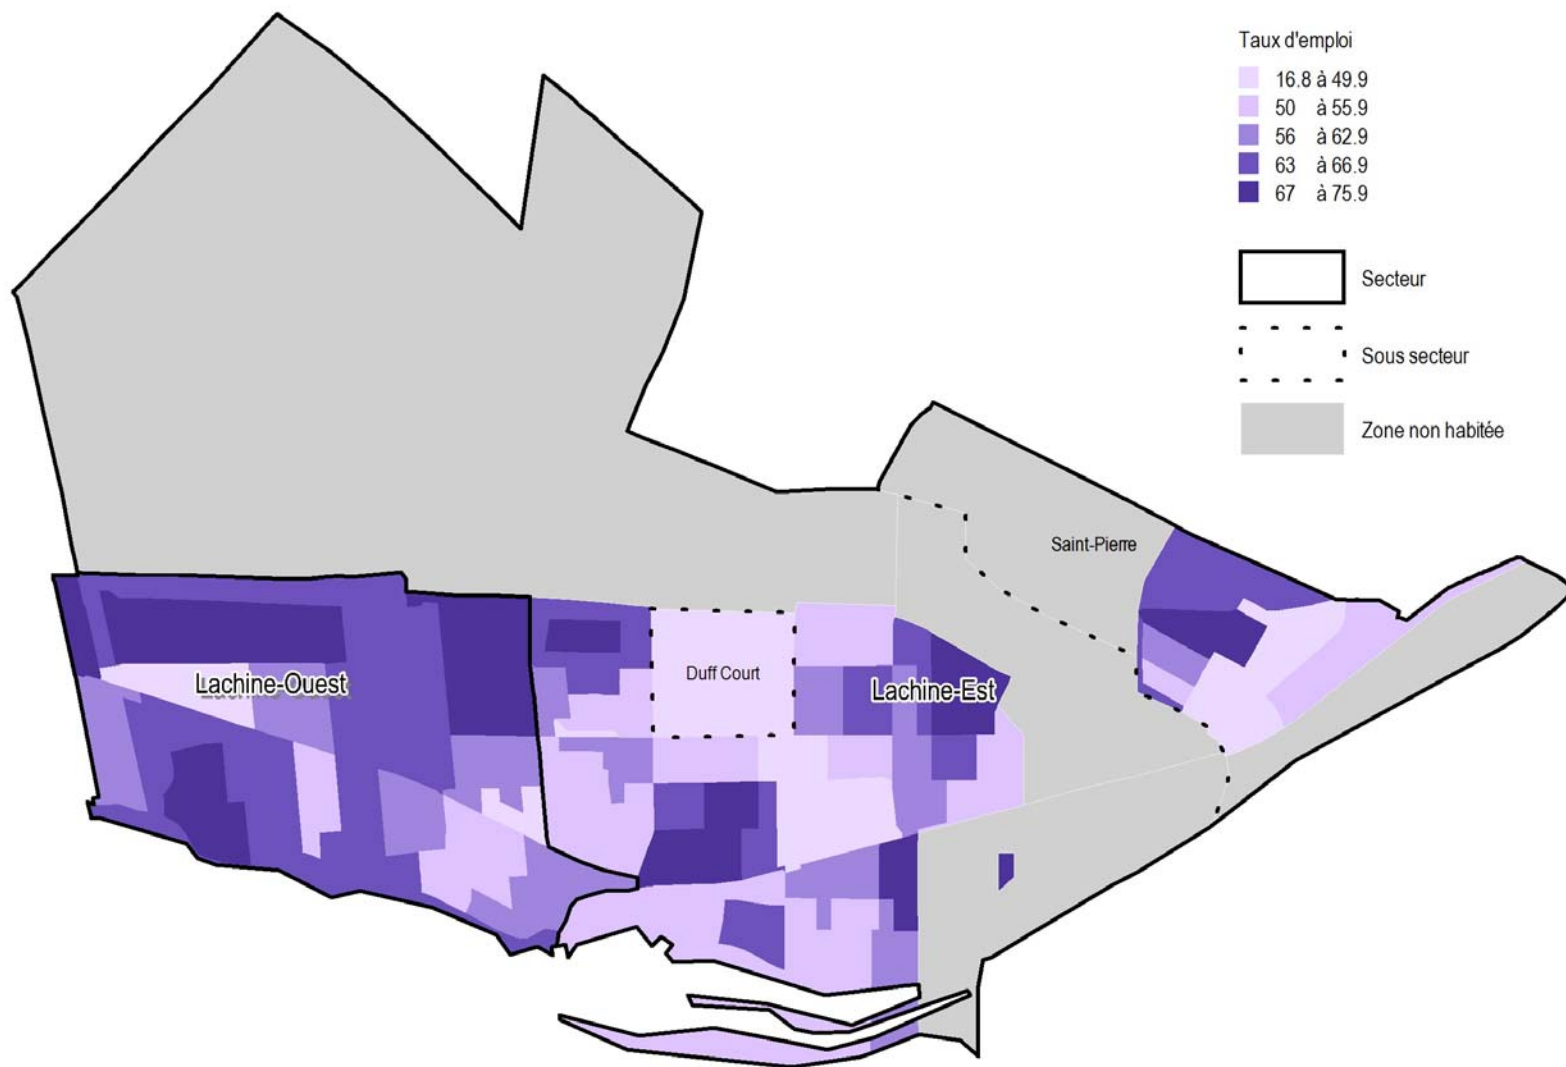 Taux d'emploi
16.8 à 49.9
50 à 55.9
56 à 62.9
63 à 66.9
67 à 75.9
Secteur
Sous secteur
Zone non habitée
Saint-Pierre
Duff Court
Lachine-Ouest
Lachine-Est